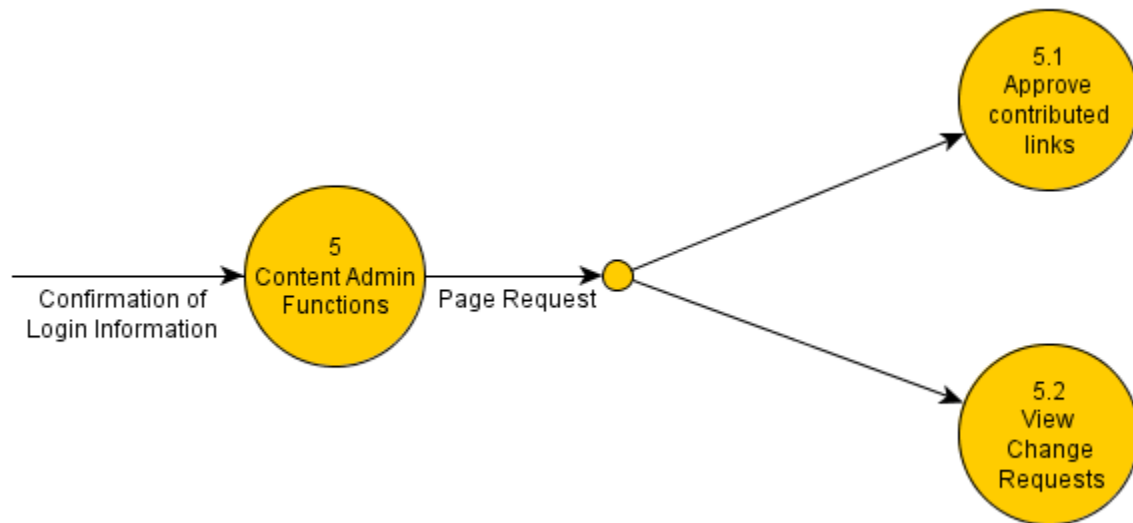 5.1
Approve
contributed
links
5
Content Admin
Functions
Confirmation of
Login Information
Page Request
5.2
View
Change
Requests